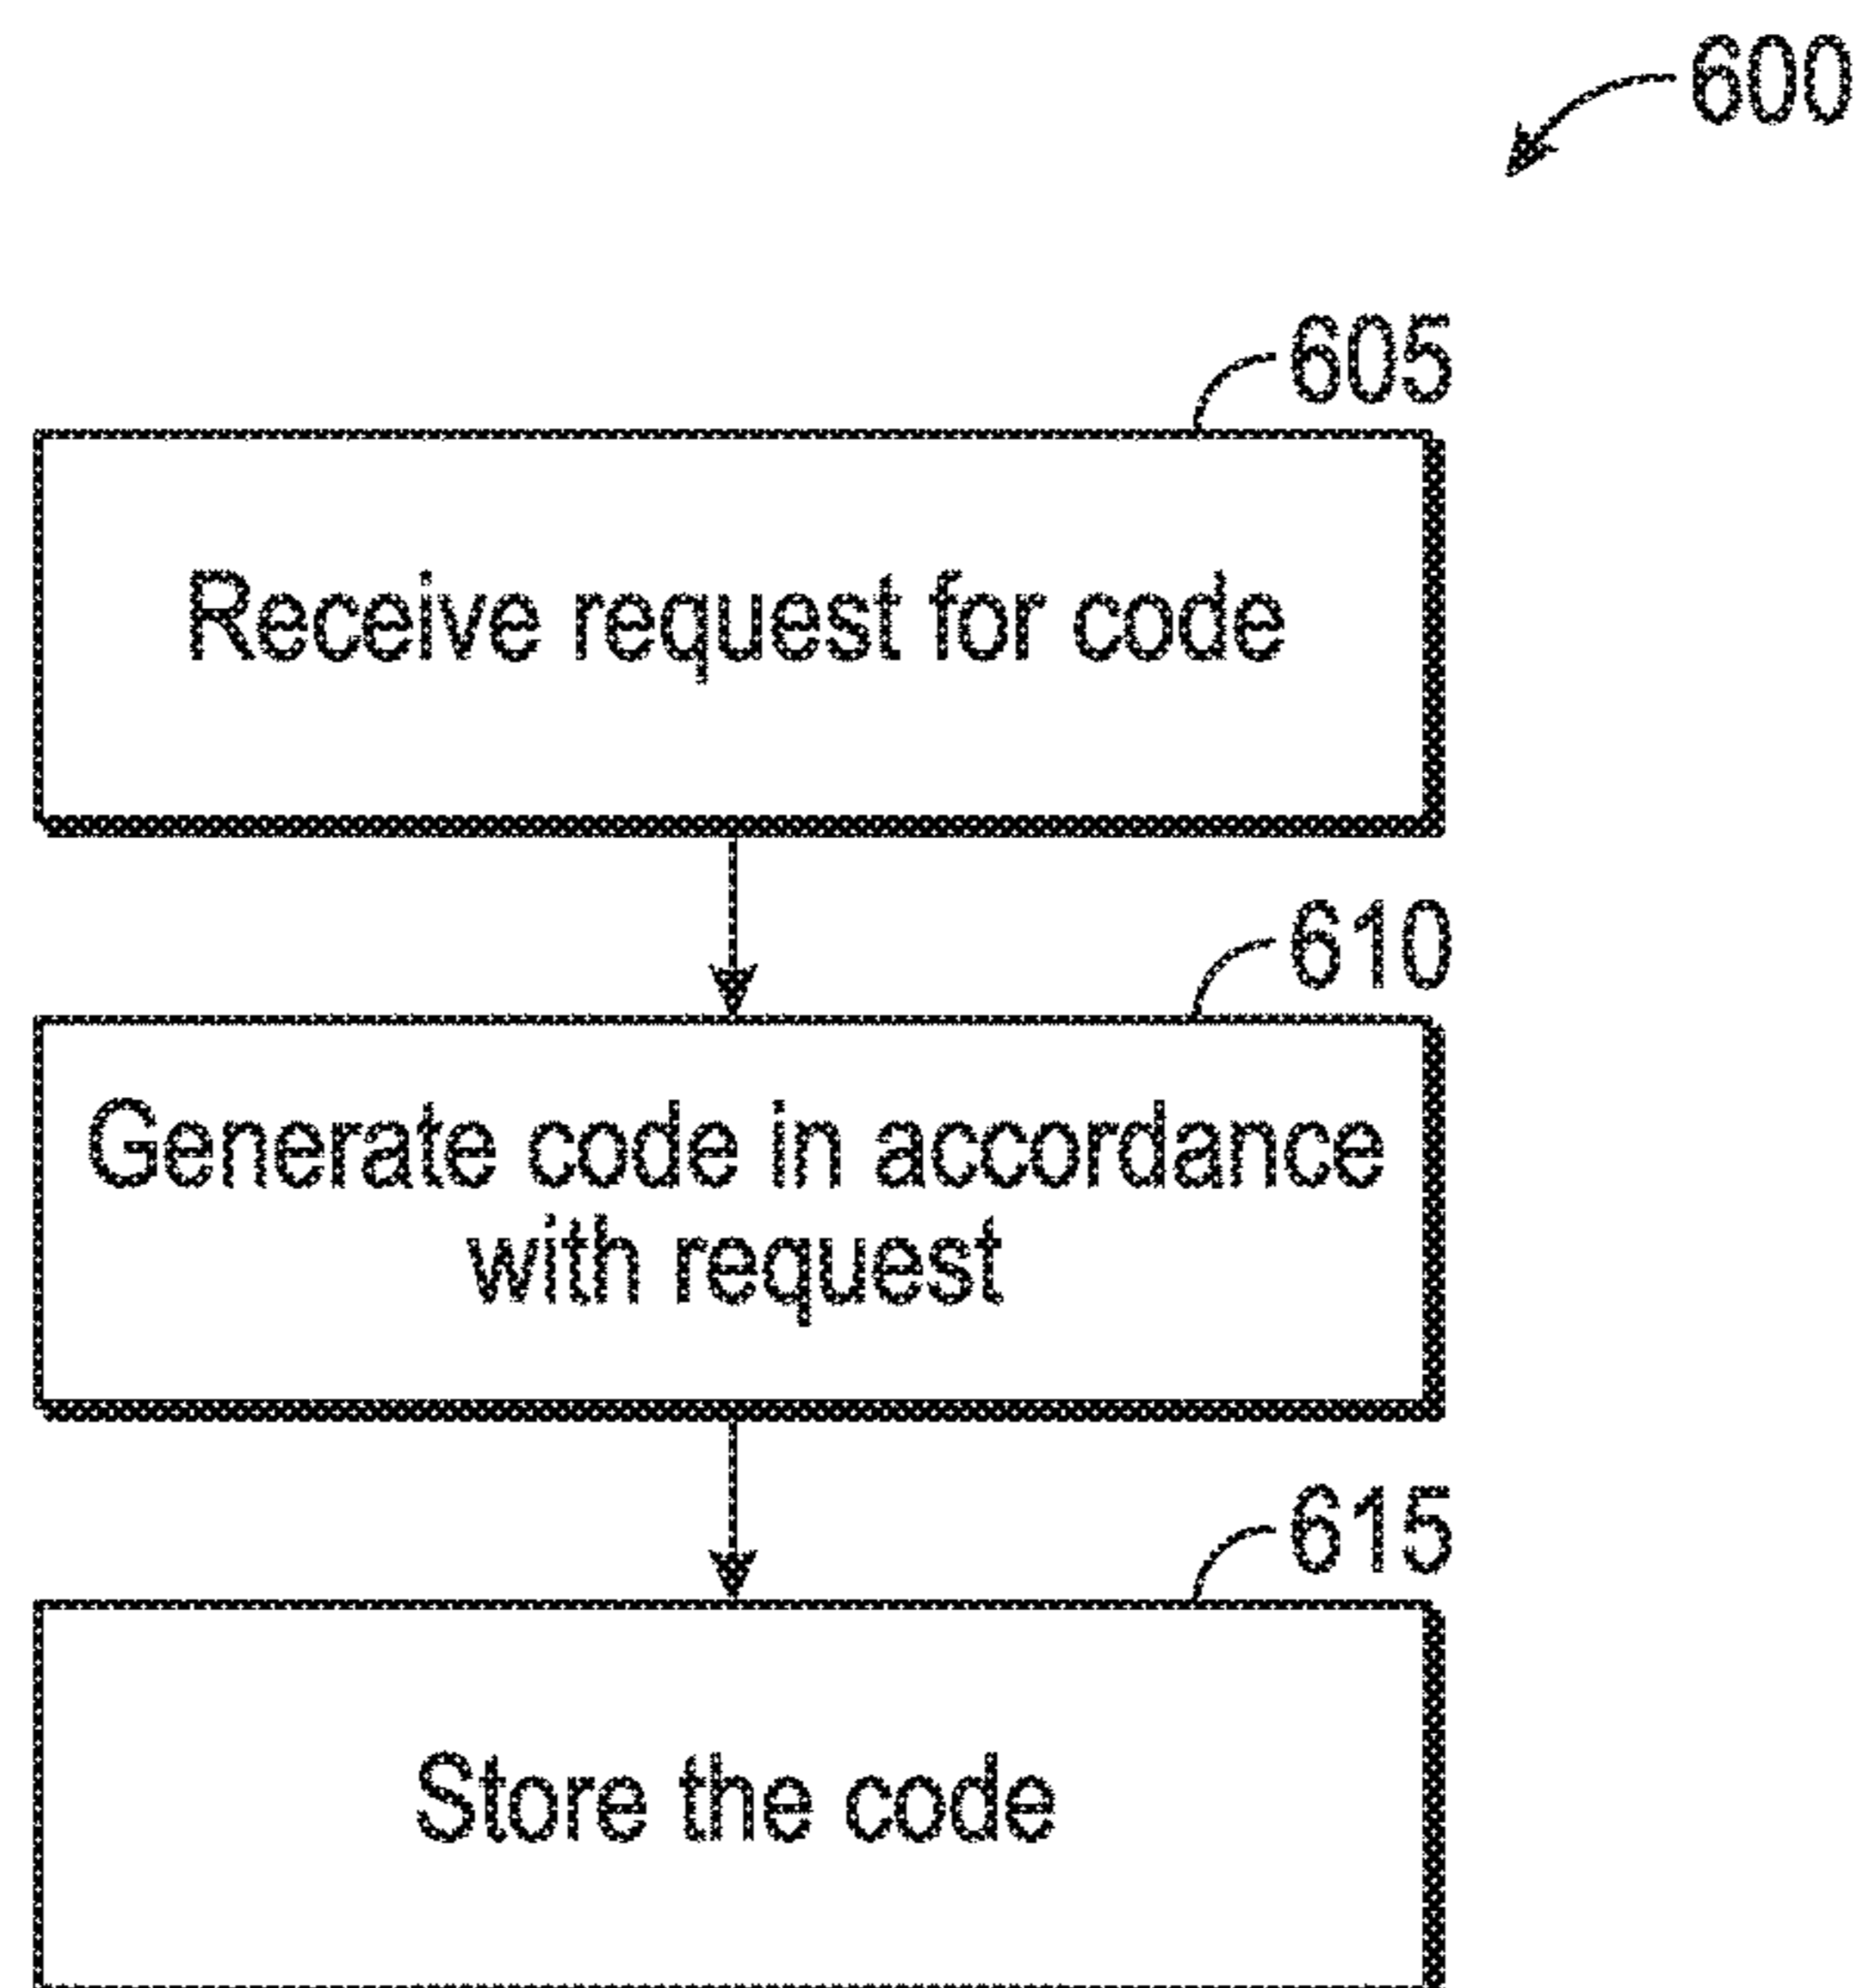 600
605
Receive request for code
610
Generate code in accordance
with request
615
Store the code